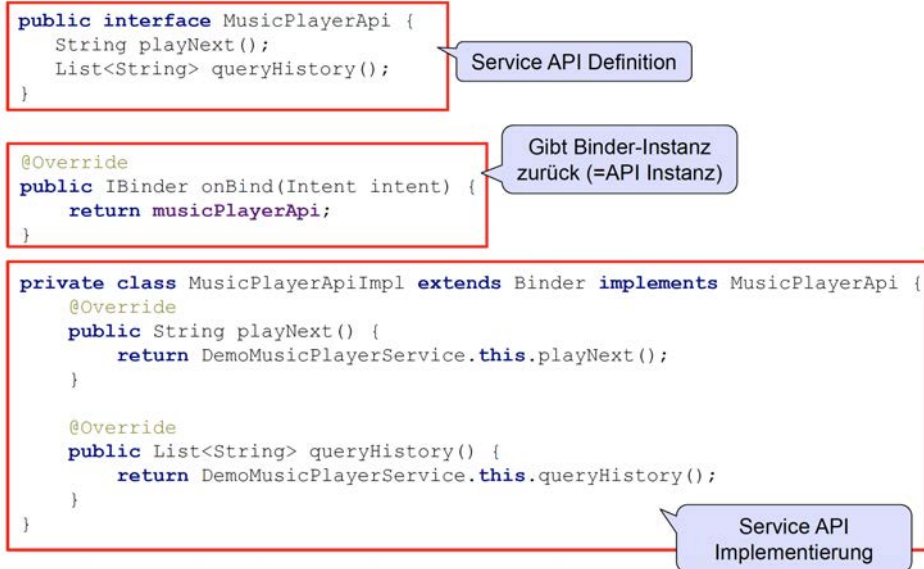 public interface MusicPlayerApi {
    String playNext();
    List<String> queryHistory();
}
Service API Definition
@Override
public IBinder onBind(Intent intent) {
    return musicPlayerApi;
}
Gibt Binder-Instanz
zurück (=API Instanz)
private class MusicPlayerApiImpl extends Binder implements MusicPlayerApi {
    @Override
    public String playNext() {
        return DemoMusicPlayerService.this.playNext();
    }
    @Override
    public List<String> queryHistory() {
        return DemoMusicPlayerService.this.queryHistory();
    }
}
Service API
Implementierung